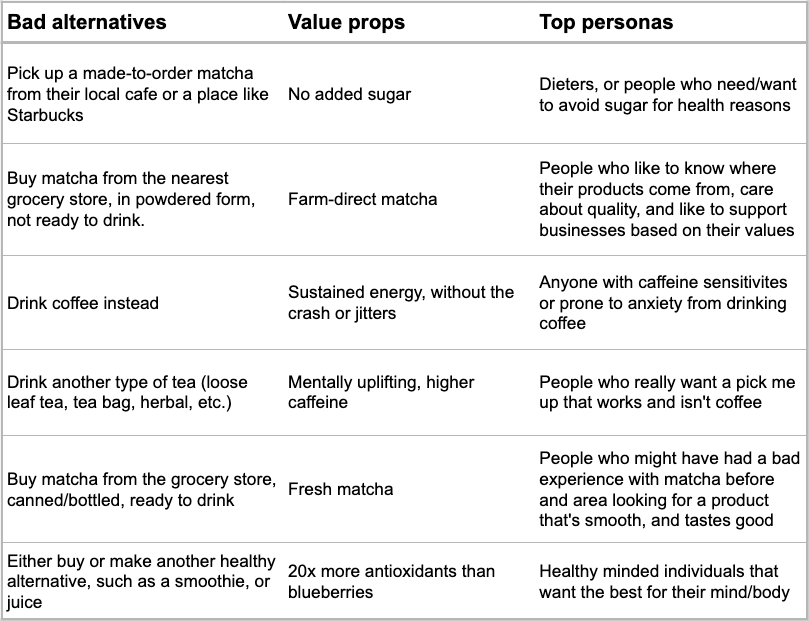 Bad alternatives
Value props
Top personas
Pick up a made-to-order matcha
from their local cafe or a place like
Starbucks
No added sugar
Dieters, or people who need/want
to avoid sugar for health reasons
Buy matcha from the nearest
grocery store, in powdered form,
not ready to drink.
Farm-direct matcha
People who like to know where
their products come from, care
about quality, and like to support
businesses based on their values
Drink coffee instead
Sustained energy, without the
crash or jitters
Anyone with caffeine sensitivites
or prone to anxiety from drinking
coffee
Drink another type of tea (loose
leaf tea, tea bag, herbal, etc.)
Mentally uplifting, higher
caffeine
People who really want a pick me
up that works and isn't coffee
Buy matcha from the grocery store,
canned/bottled, ready to drink
Fresh matcha
People who might have had a bad
experience with matcha before
and area looking for a product
that's smooth, and tastes good
Either buy or make another healthy
alternative, such as a smoothie, or
juice
20x more antioxidants than
blueberries
Healthy minded individuals that
want the best for their mind/body